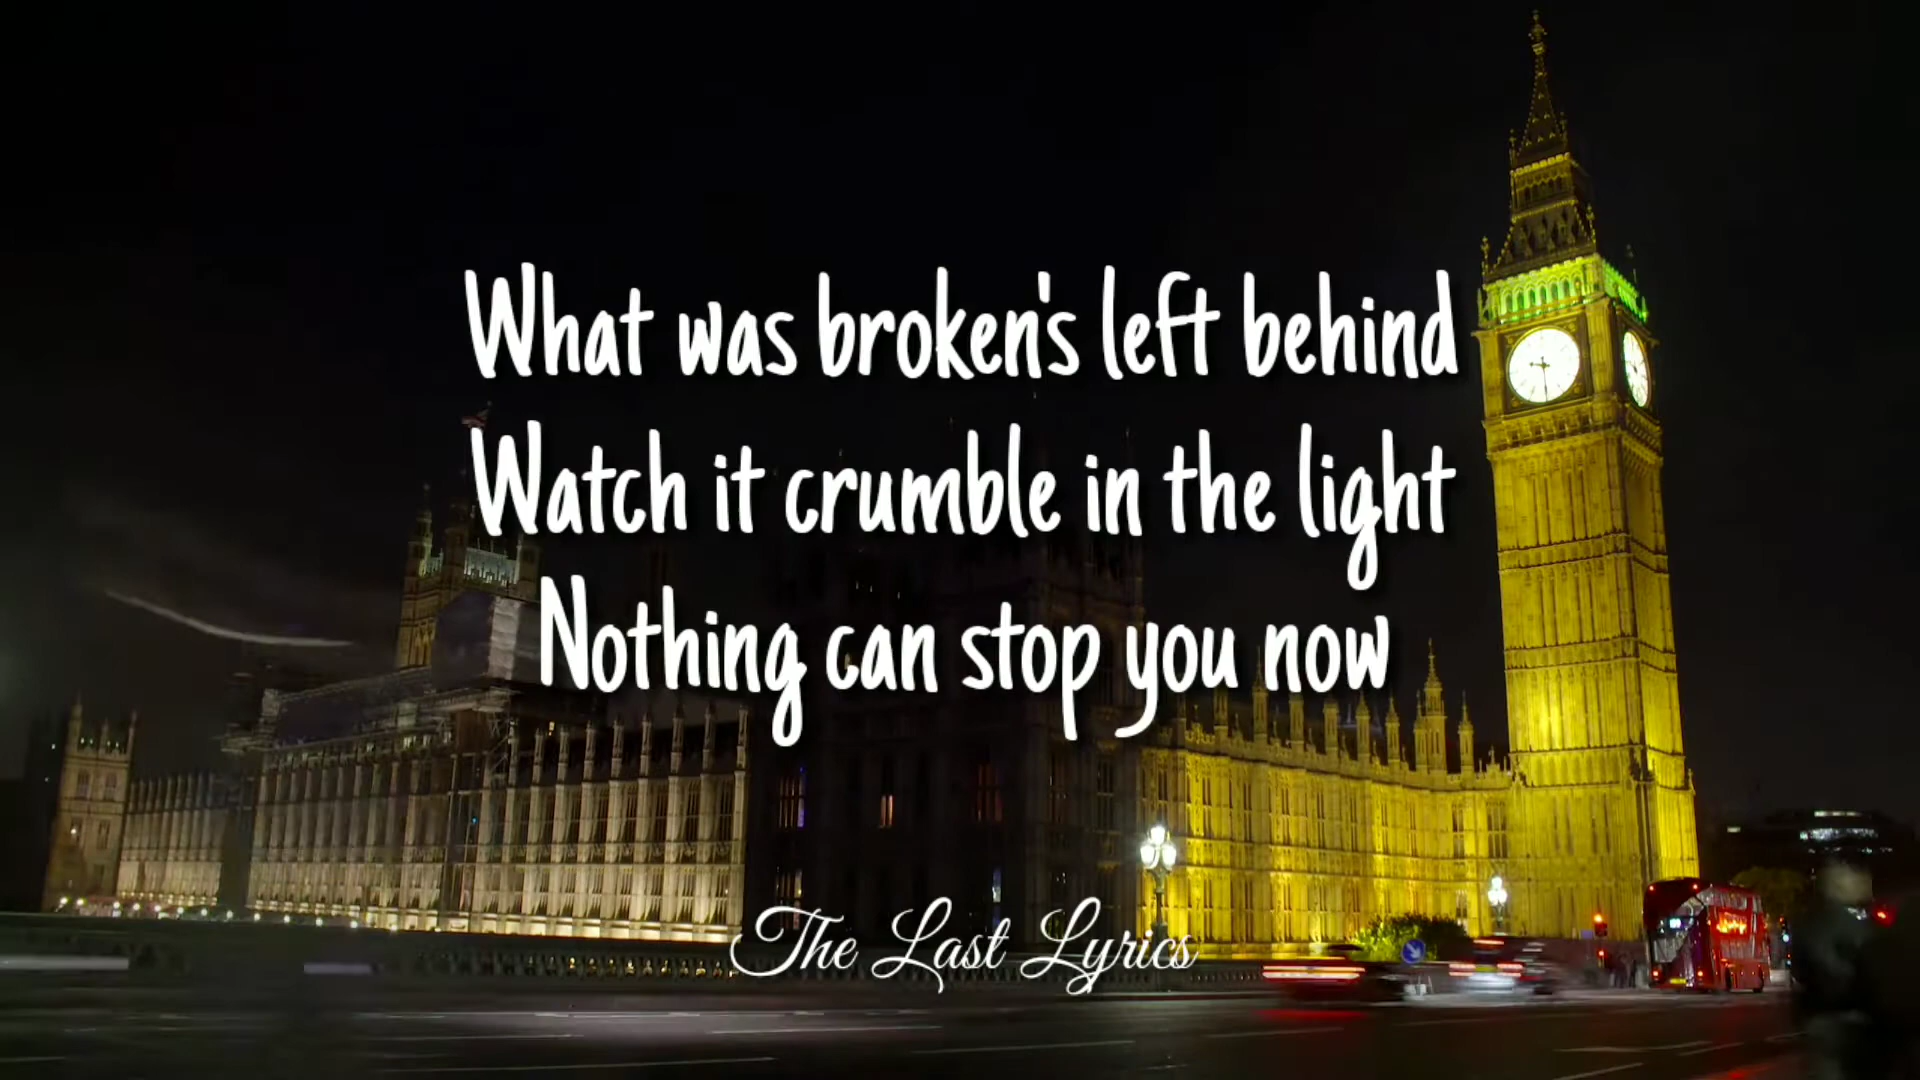 What was broken's left behind
Watch it crumble in the light
Nothing can stop you now
The Last Lyrics